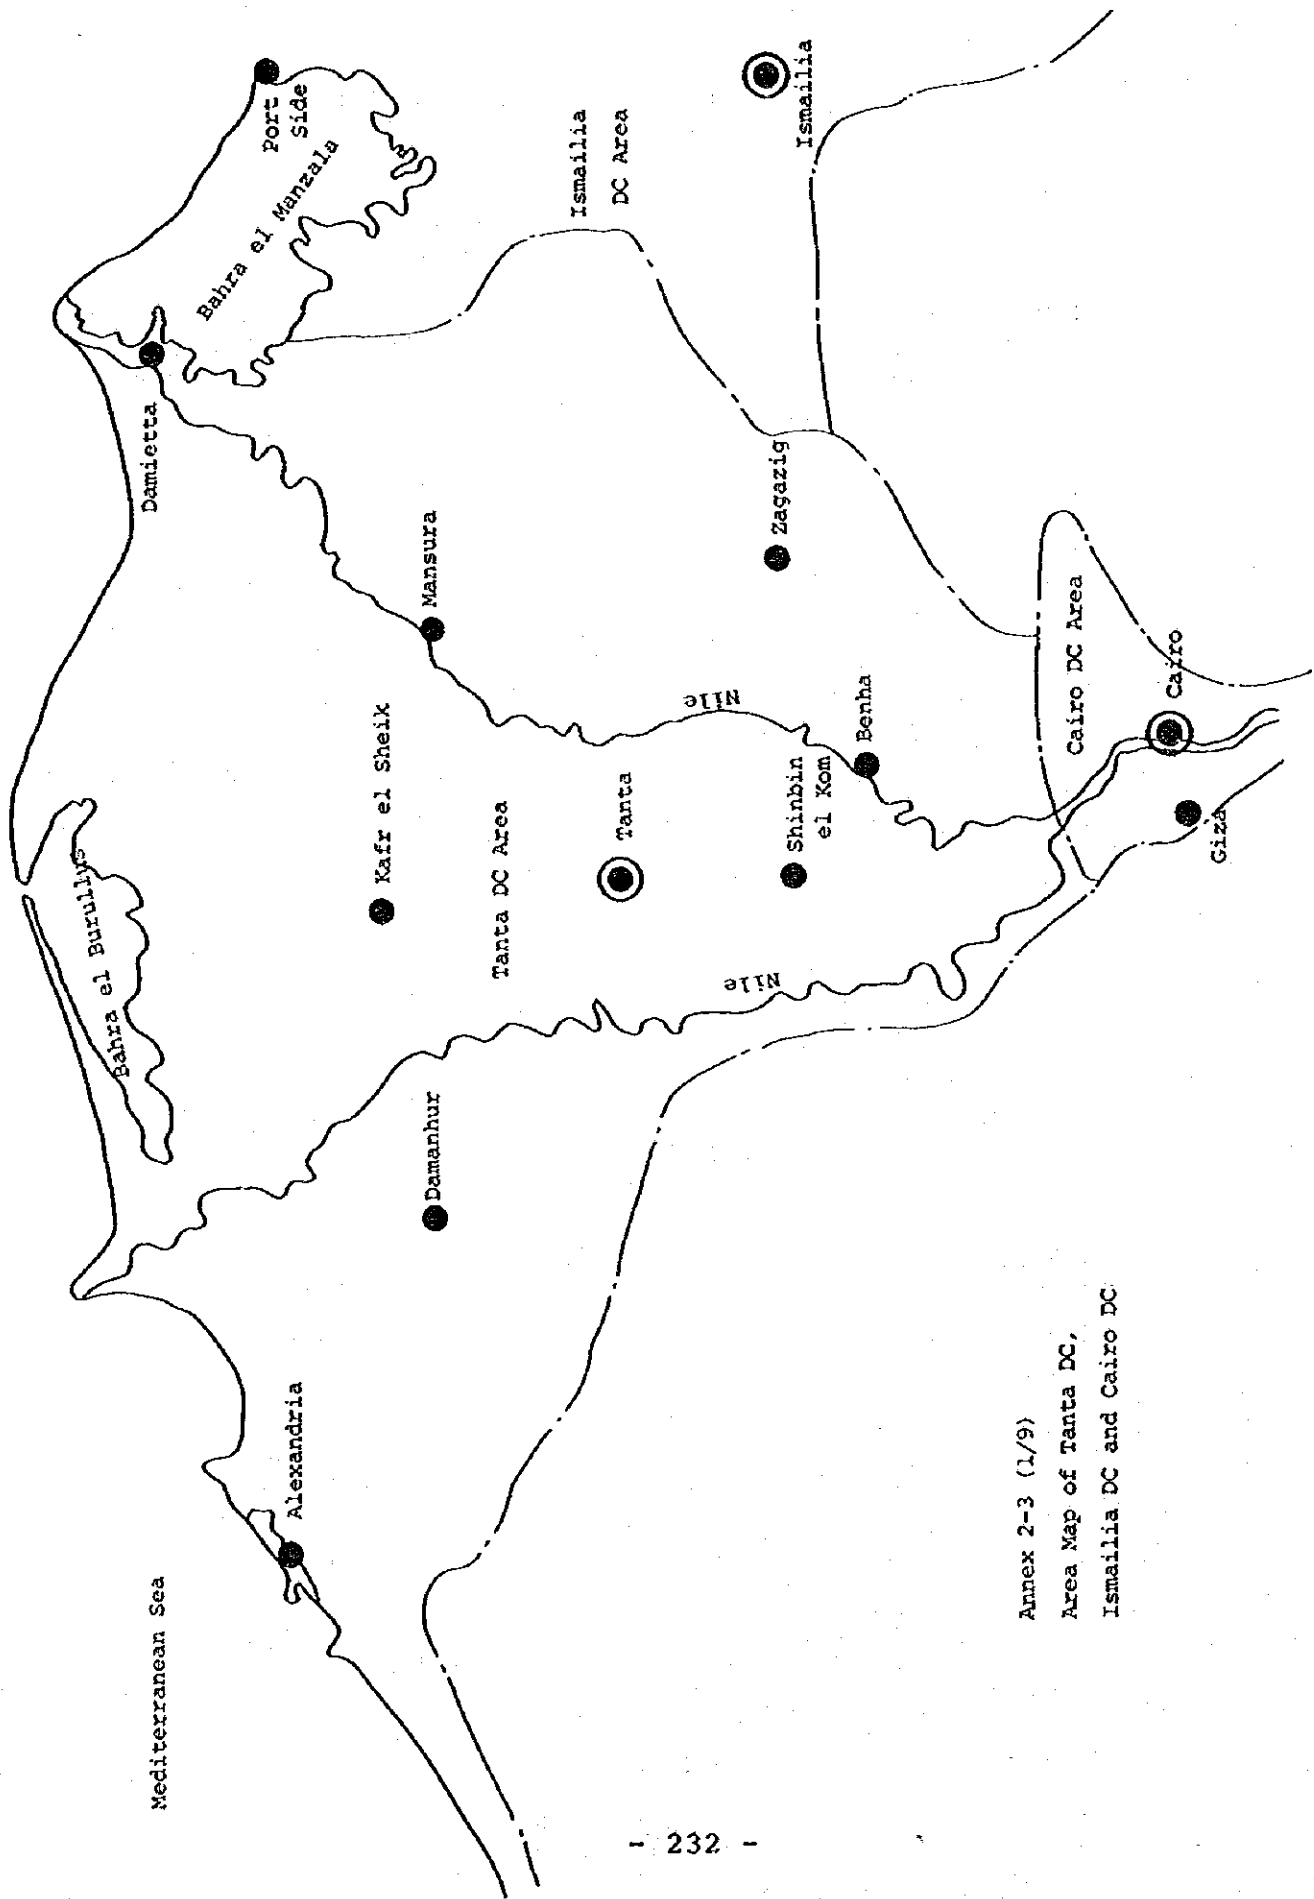 Mediterranean Sea
Alexandria
Damanhur
Bahra el Burullys
Kafr el Sheik
Tanta DC Area
Tanta
Nile
Nile
Shinbin
el Kom
Benha
Mansura
Damietta
Bahra el Manzala
Port
Side
Ismailia
DC Area
Ismailia
Zagazig
Cairo DC Area
Cairo
Giza
Annex 2-3 (1/9)
Area Map of Tanta DC,
Ismailia DC and Cairo DC
- 232 -